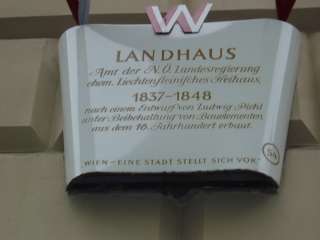 W
LANDHAUS
Amt der N.Ö. Landesregierung
ehem. Liechtensteinsches Freihaus,
1837–1848
nach einem Entwurf von Ludwig Pichl
unter Beibehaltung von Bauelementen
aus dem 16. Jahrhundert erbaut.
WIEN – EINE STADT STELLT SICH VOR